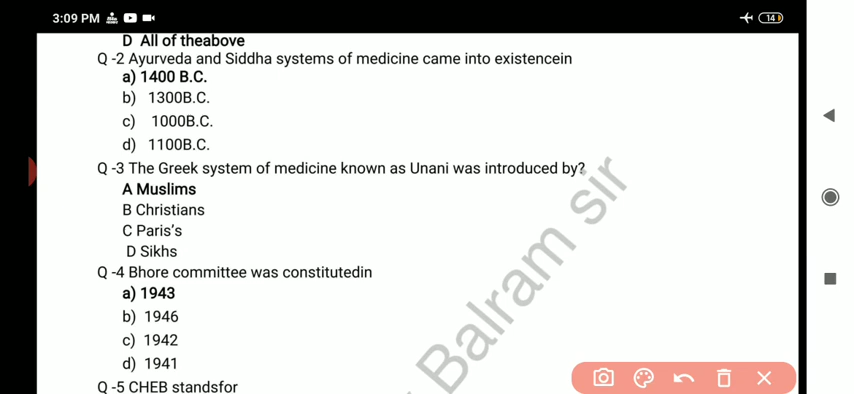 3:09 PM
14
D All of theabove
Q -2 Ayurveda and Siddha systems of medicine came into existencein
a) 1400 B.C.
b) 1300B.C.
c) 1000B.C.
d) 1100B.C.
Q -3 The Greek system of medicine known as Unani was introduced by?
A Muslims
B Christians
C Paris's
D Sikhs
Q -4 Bhore committee was constitutedin
a) 1943
b) 1946
c) 1942
d) 1941
Q -5 CHEB standsfor
Balram sir